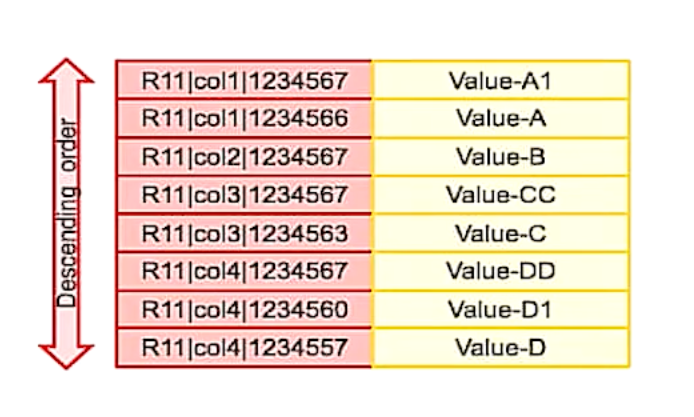 Descending order
R11|col1|1234567 Value-A1
R11|col1|1234566 Value-A
R11|col2|1234567 Value-B
R11|col3|1234567 Value-CC
R11|col3|1234563 Value-C
R11|col4|1234567 Value-DD
R11|col4|1234560 Value-D1
R11|col4|1234557 Value-D